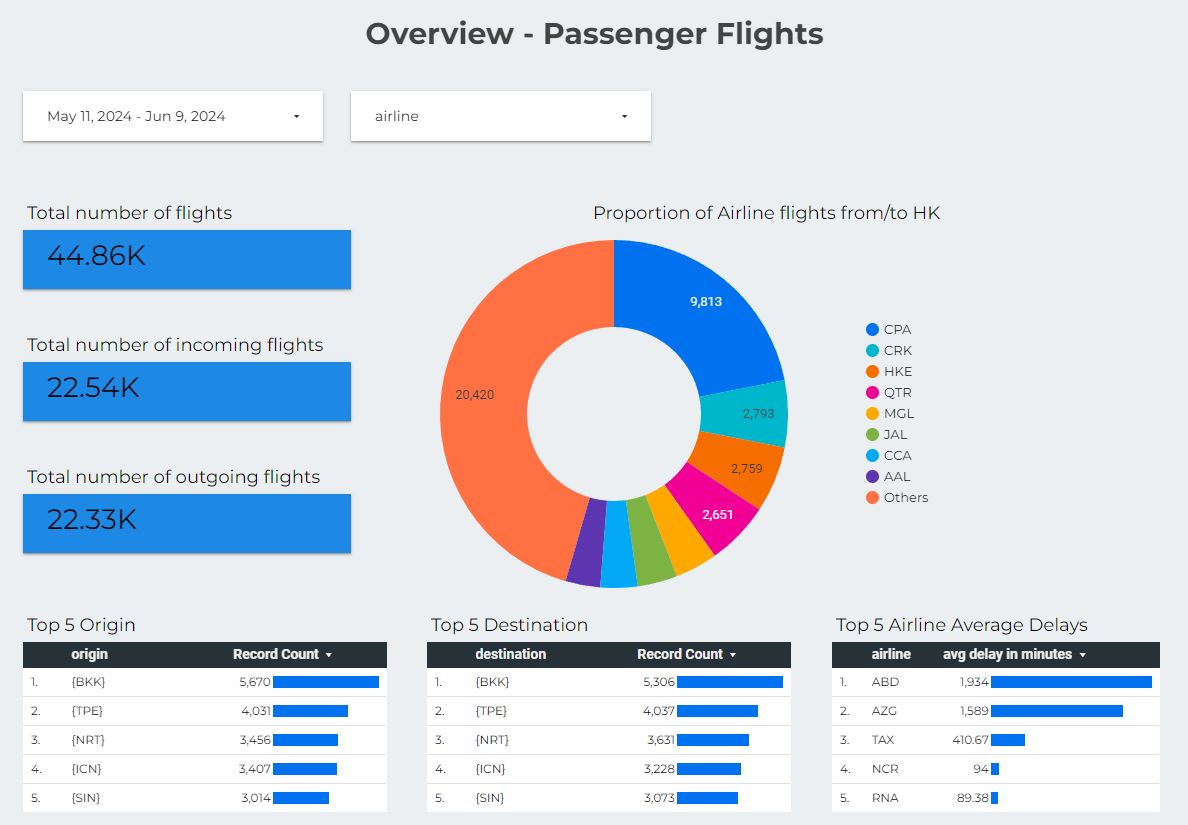 Overview - Passenger Flights
May 11, 2024 - Jun 9, 2024
airline
Total number of flights
44.86K
Total number of incoming flights
22.54K
Total number of outgoing flights
22.33K
Proportion of Airline flights from/to HK
9,813
2,793
2,759
2,651
20,420
CPA
CRK
HKE
QTR
MGL
JAL
CCA
AAL
Others
Top 5 Origin
origin Record Count
1. {BKK} 5,670
2. {TPE} 4,031
3. {NRT} 3,456
4. {ICN} 3,407
5. {SIN} 3,014
Top 5 Destination
destination Record Count
1. {BKK} 5,306
2. {TPE} 4,037
3. {NRT} 3,631
4. {ICN} 3,228
5. {SIN} 3,073
Top 5 Airline Average Delays
airline avg delay in minutes
1. ABD 1,934
2. AZG 1,589
3. TAX 410.67
4. NCR 94
5. RNA 89.38